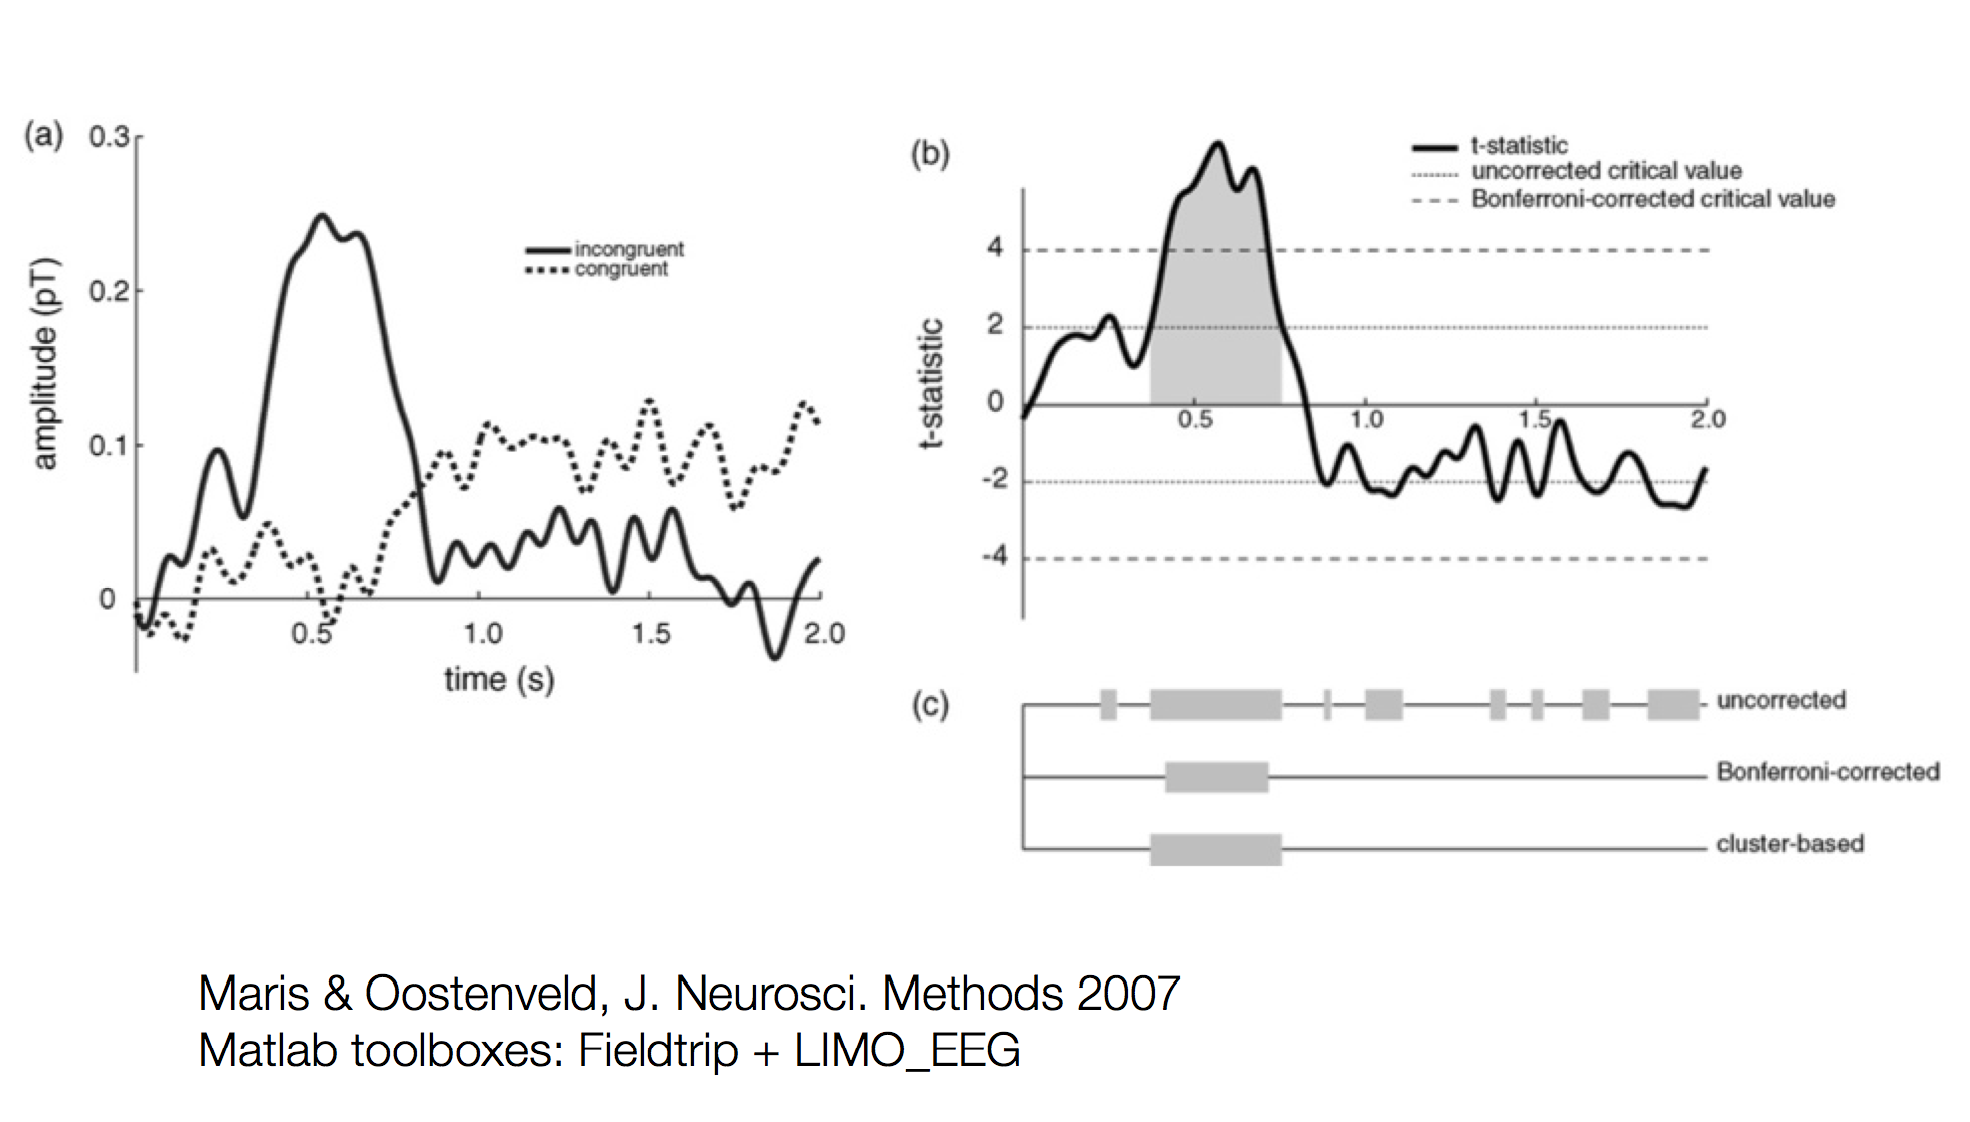 (a)
0.3
0.2
0.1
0
amplitude (pT)
incongruent
congruent
0.5
1.0
1.5
2.0
time (s)
(b)
t-statistic
uncorrected critical value
Bonferroni-corrected critical value
4
2
0
-2
-4
t-statistic
0.5
1.0
1.5
2.0
(c)
uncorrected
Bonferroni-corrected
cluster-based
Maris & Oostenveld, J. Neurosci. Methods 2007
Matlab toolboxes: Fieldtrip + LIMO_EEG